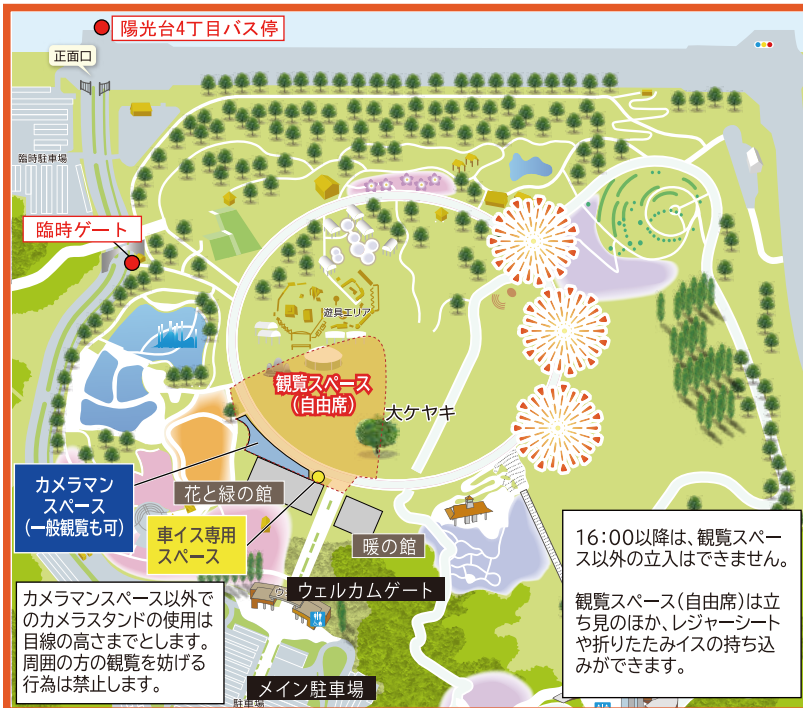 陽光台4丁目バス停
正面口
臨時駐車場
臨時ゲート
遊具エリア
観覧スペース
(自由席)
大ケヤキ
カメラマン
スペース
(一般観覧も可)
花と緑の館
車イス専用
スペース
暖の館
ウェルカムゲート
カメラマンスペース以外で
のカメラスタンドの使用は
目線の高さまでとします。
周囲の方の観覧を妨げる
行為は禁止します。
16:00以降は、観覧スペー
ス以外の立入はできません。
観覧スペース(自由席)は立
ち見のほか、レジャーシート
や折りたたみイスの持ち込
みができます。
メイン駐車場
駐車場